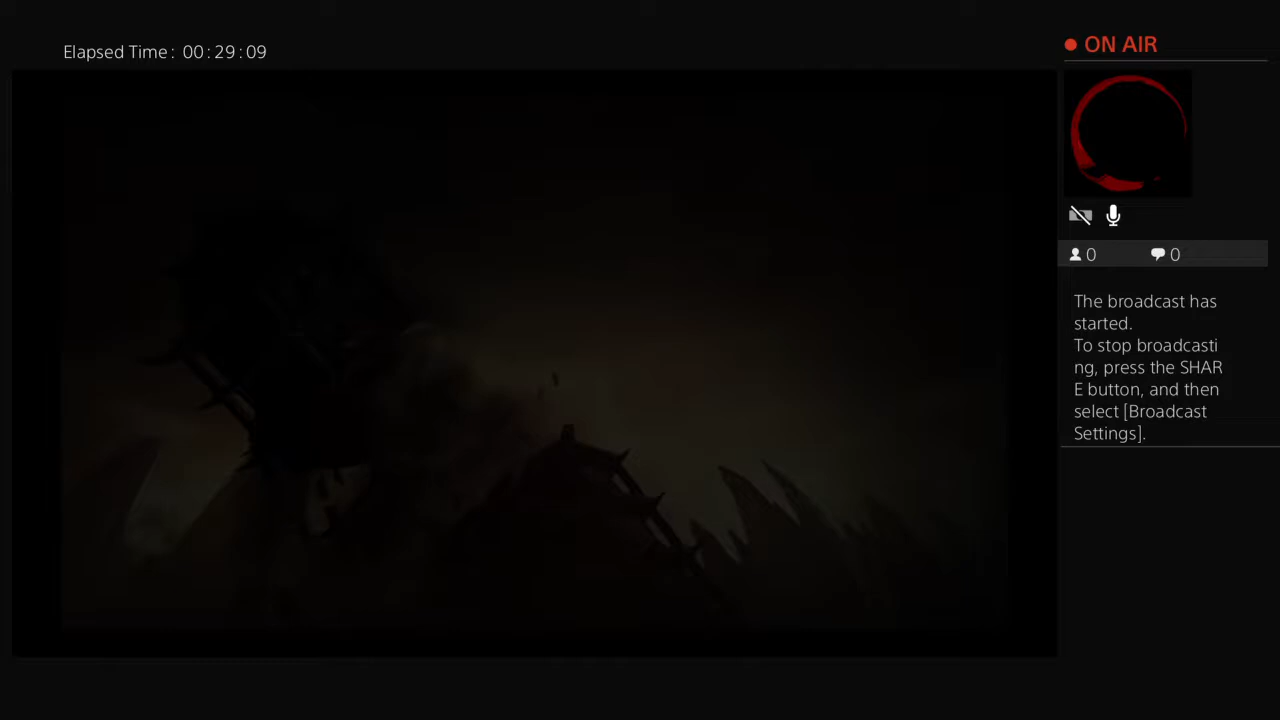 Elapsed Time: 00:29:09
ON AIR
0 0
The broadcast has
started.
To stop broadcasti
ng, press the SHAR
E button, and then
select [Broadcast
Settings].